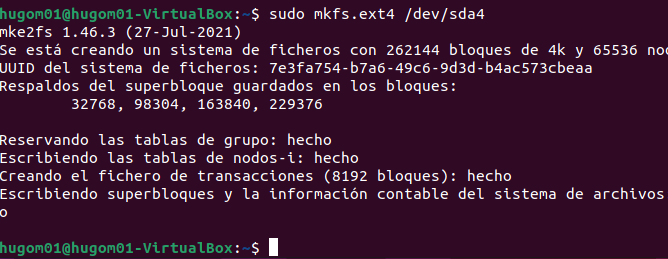 hugom01@hugom01-VirtualBox:~$ sudo mkfs.ext4 /dev/sda4
mke2fs 1.46.3 (27-Jul-2021)
Se está creando un sistema de ficheros con 262144 bloques de 4k y 65536 nod
UUID del sistema de ficheros: 7e3fa754-b7a6-49c6-9d3d-b4ac573cbeaa
Respaldos del superbloque guardados en los bloques:
32768, 98304, 163840, 229376
Reservando las tablas de grupo: hecho
Escribiendo las tablas de nodos-i: hecho
Creando el fichero de transacciones (8192 bloques): hecho
Escribiendo superbloques y la información contable del sistema de archivos
o
hugom01@hugom01-VirtualBox:~$